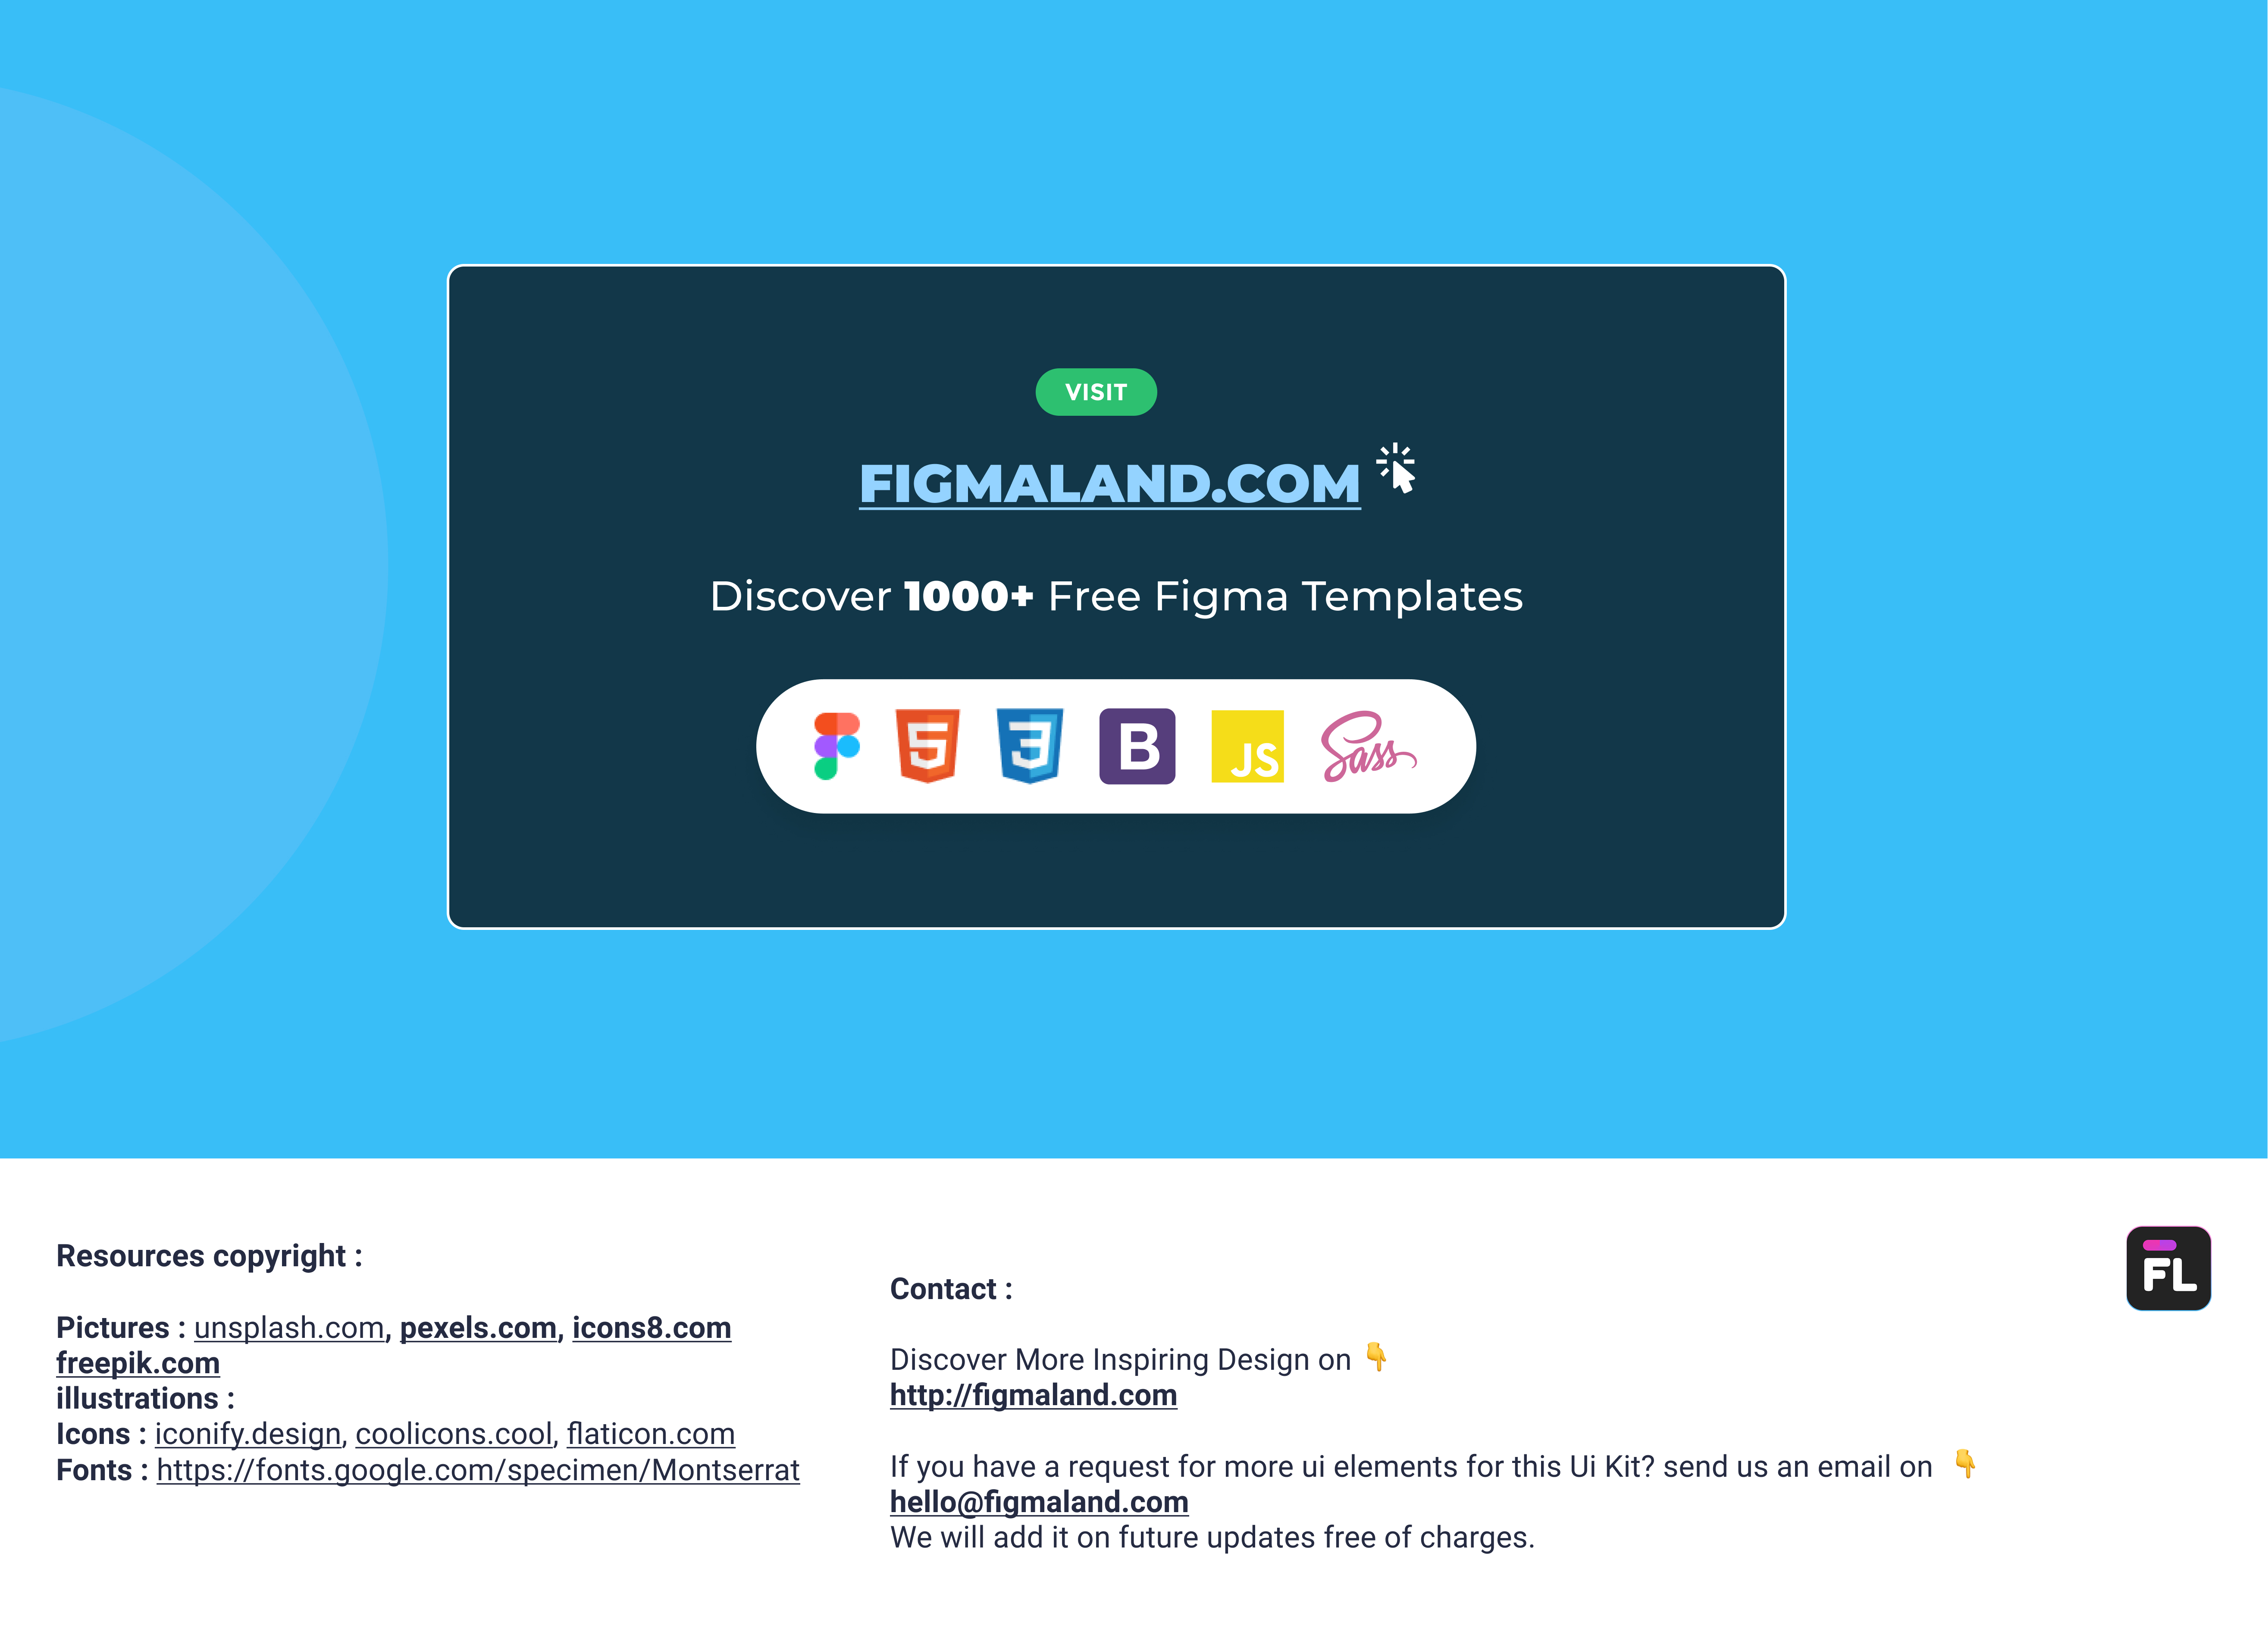 VISIT
FIGMALAND.COM
Discover 1000+ Free Figma Templates
5 3 B JS Sass
Resources copyright :
Pictures : unsplash.com, pexels.com, icons8.com
freepik.com
illustrations :
Icons : iconify.design, coolicons.cool, flaticon.com
Fonts : https://fonts.google.com/specimen/Montserrat
Contact :
Discover More Inspiring Design on 👇
http://figmaland.com
If you have a request for more ui elements for this Ui Kit? send us an email on 👇
hello@figmaland.com
We will add it on future updates free of charges.
FL